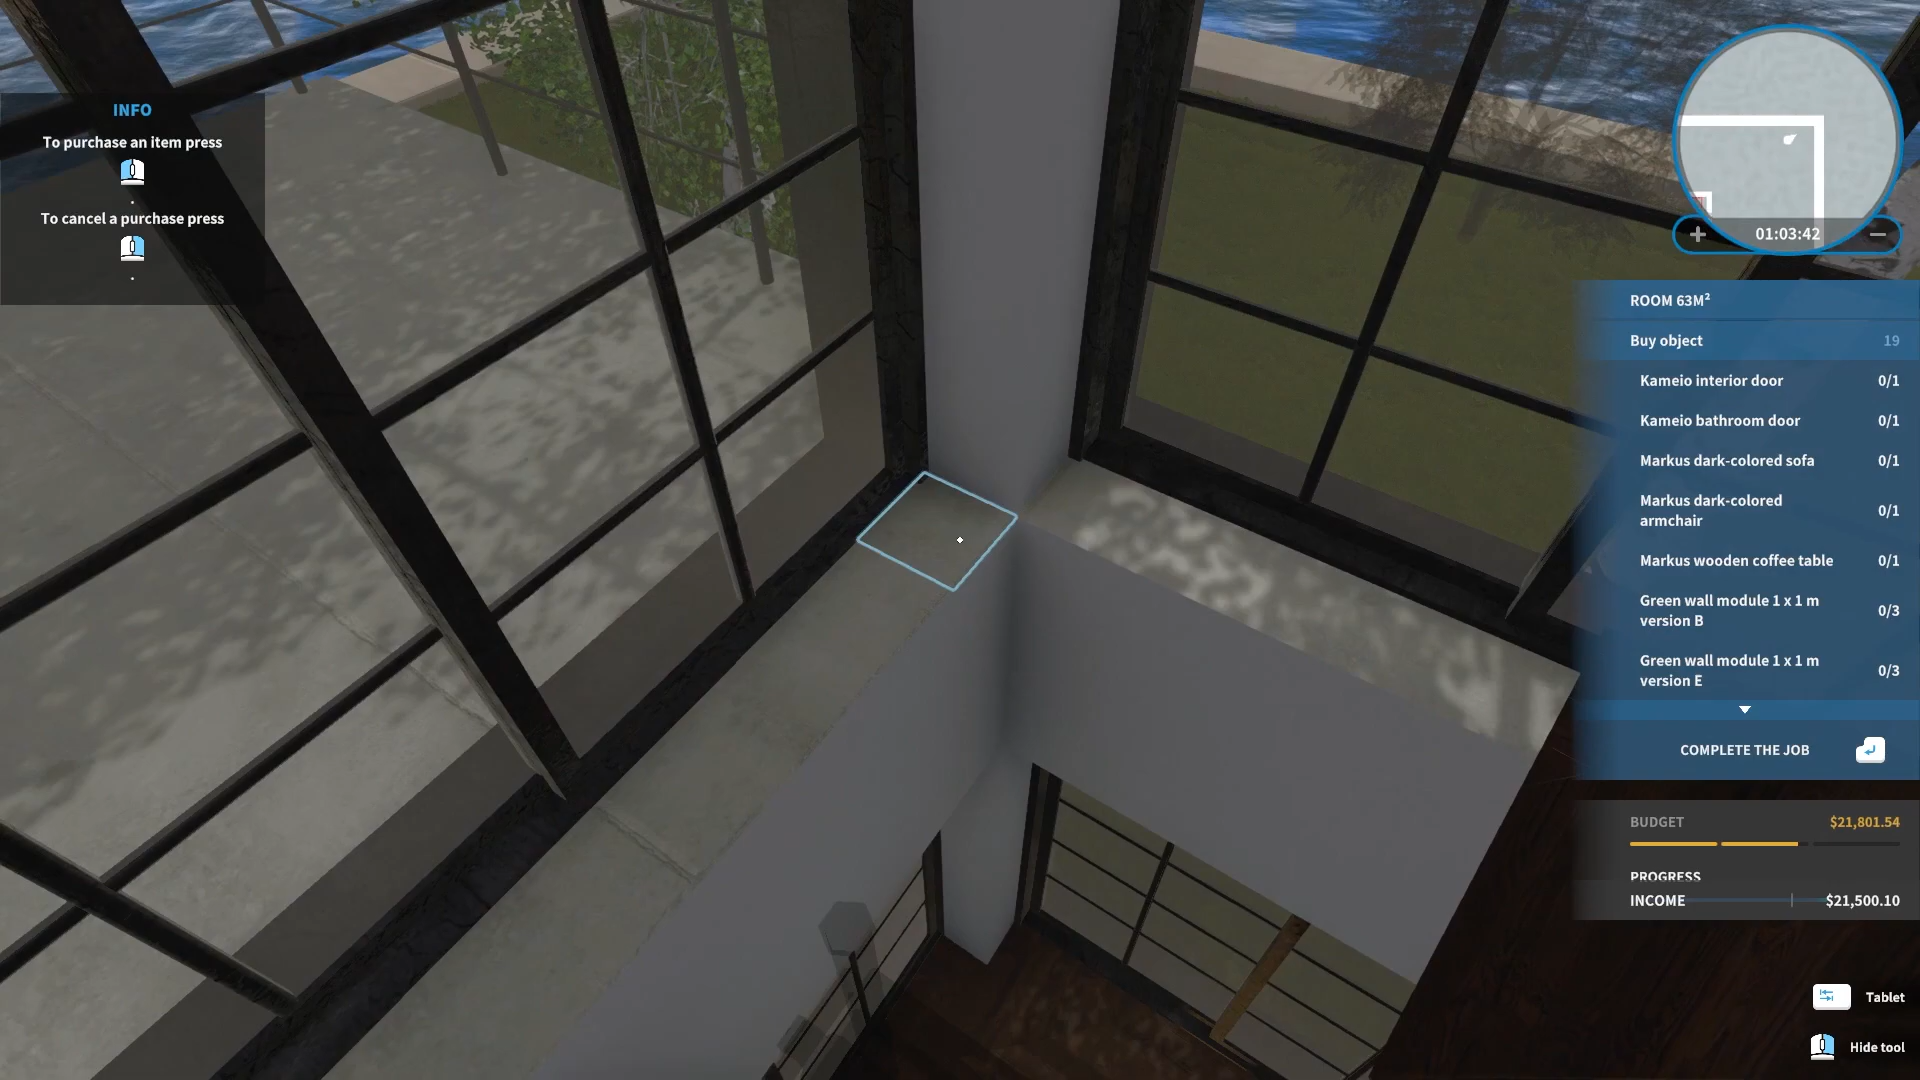 INFO
To purchase an item press
.
To cancel a purchase press
.
01:03:42
ROOM 63M²
Buy object 19
Kameio interior door 0/1
Kameio bathroom door 0/1
Markus dark-colored sofa 0/1
Markus dark-colored
armchair 0/1
Markus wooden coffee table 0/1
Green wall module 1 x 1 m
version B 0/3
Green wall module 1 x 1 m
version E 0/3
COMPLETE THE JOB
BUDGET $21,801.54
PROGRESS
INCOME $21,500.10
Tablet
Hide tool